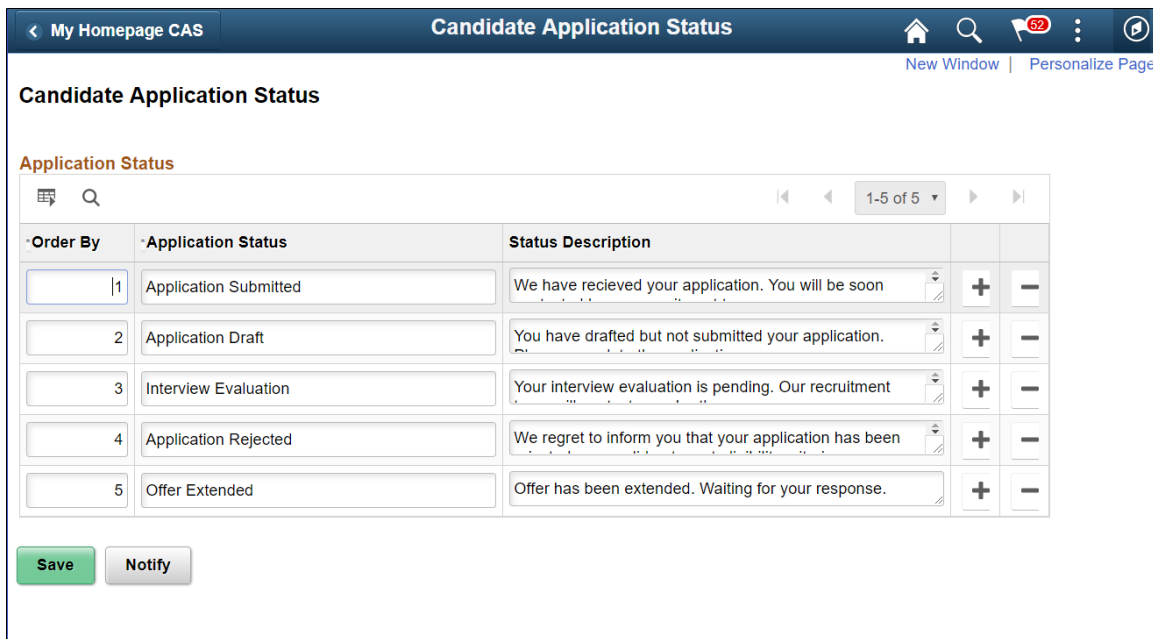 My Homepage CAS
Candidate Application Status
52
New Window | Personalize Page
Candidate Application Status
Application Status
1-5 of 5
*Order By *Application Status Status Description
1 Application Submitted We have recieved your application. You will be soon
2 Application Draft You have drafted but not submitted your application.
3 Interview Evaluation Your interview evaluation is pending. Our recruitment
4 Application Rejected We regret to inform you that your application has been
5 Offer Extended Offer has been extended. Waiting for your response.
Save Notify